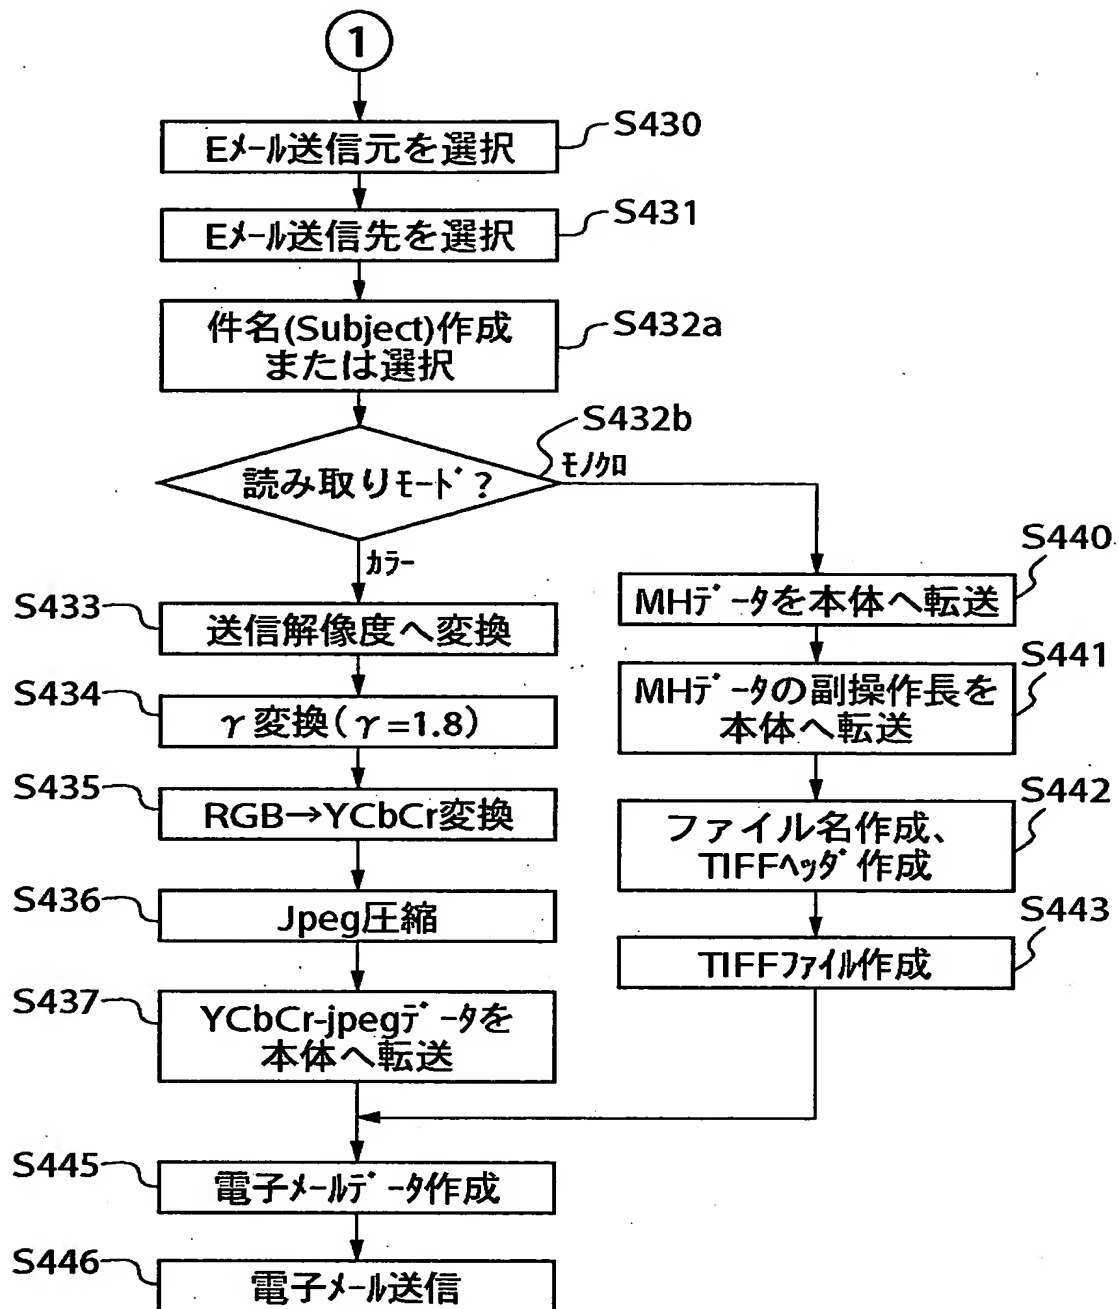 1
Eメール送信元を選択
S430
Eメール送信先を選択
S431
件名(Subject)作成
または選択
S432a
S432b
読み取りモード?
モノクロ
カラー
S433
送信解像度へ変換
S434
γ変換(γ=1.8)
S435
RGB→YCbCr変換
S436
Jpeg圧縮
S437
YCbCr-jpegデータを
本体へ転送
S440
MHデータを本体へ転送
S441
MHデータの副操作長を
本体へ転送
S442
ファイル名作成、
TIFFヘッダ作成
S443
TIFFファイル作成
S445
電子メールデータ作成
S446
電子メール送信